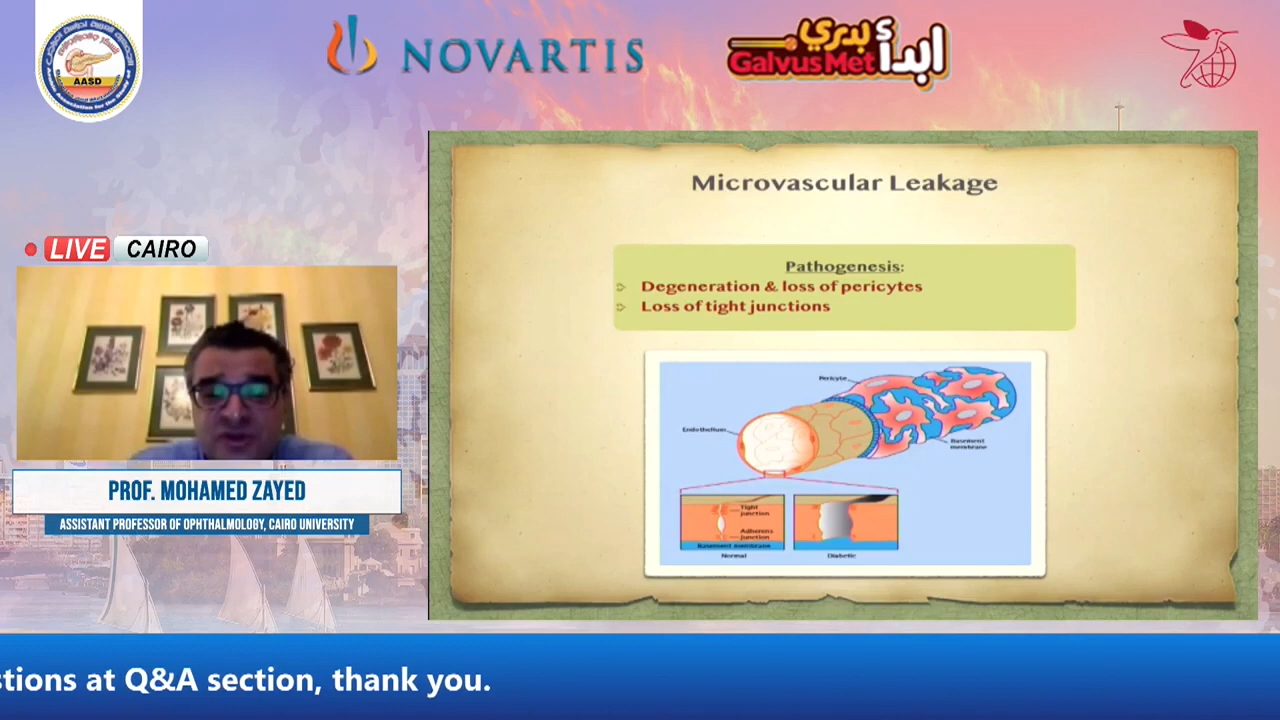 AASD
NOVARTIS
ابدأ بدري
GalvusMet
LIVE CAIRO
PROF. MOHAMED ZAYED
ASSISTANT PROFESSOR OF OPHTHALMOLOGY, CAIRO UNIVERSITY
Microvascular Leakage
Pathogenesis:
Degeneration & loss of pericytes
Loss of tight junctions
Pericyte
Endothelium
Basement
membrane
Tight
junction
Adherens
junction
Basement membrane
Normal
Diabetic
stions at Q&A section, thank you.